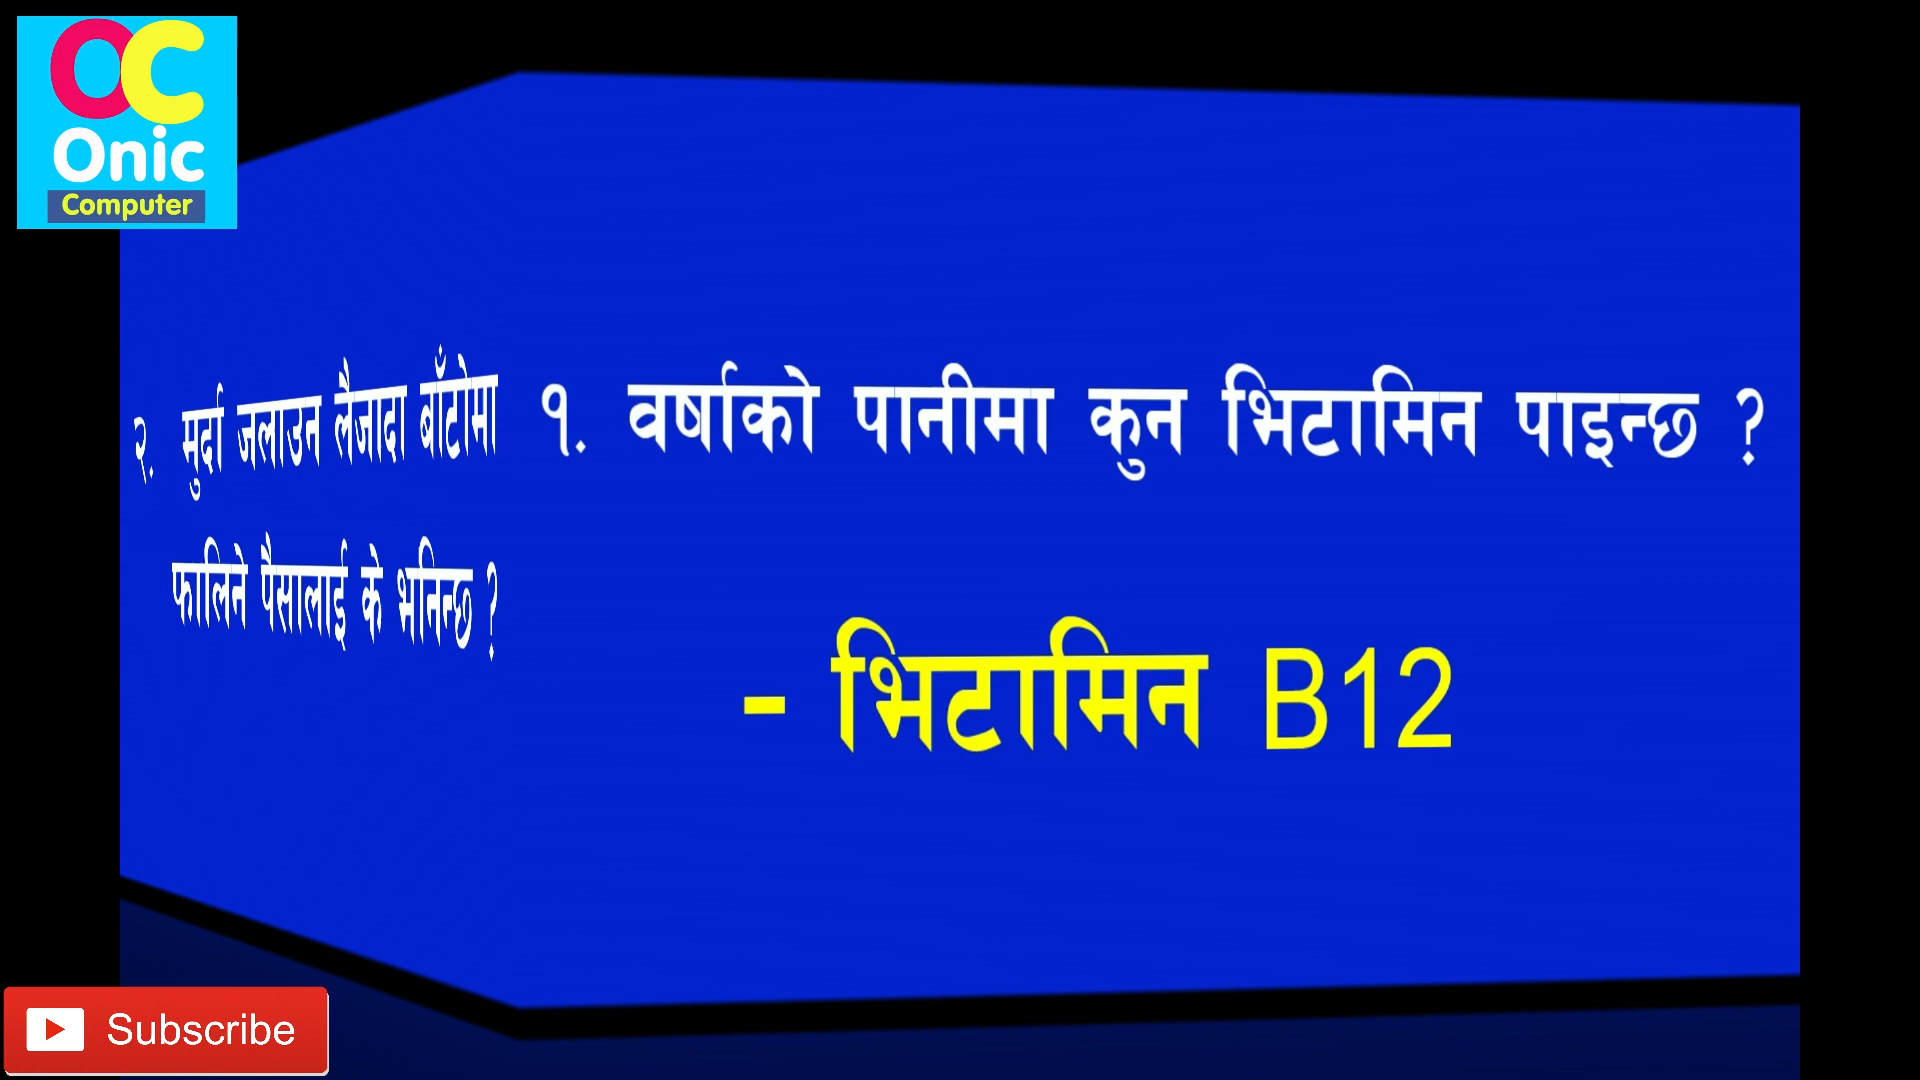 OC
Onic
Computer
२. मुर्दा जलाउन लैजादा बाँटोमा
फालिने पैसालाई के भनिन्छ ?
१. वर्षाको पानीमा कुन भिटामिन पाइन्छ ?
- भिटामिन B12
Subscribe